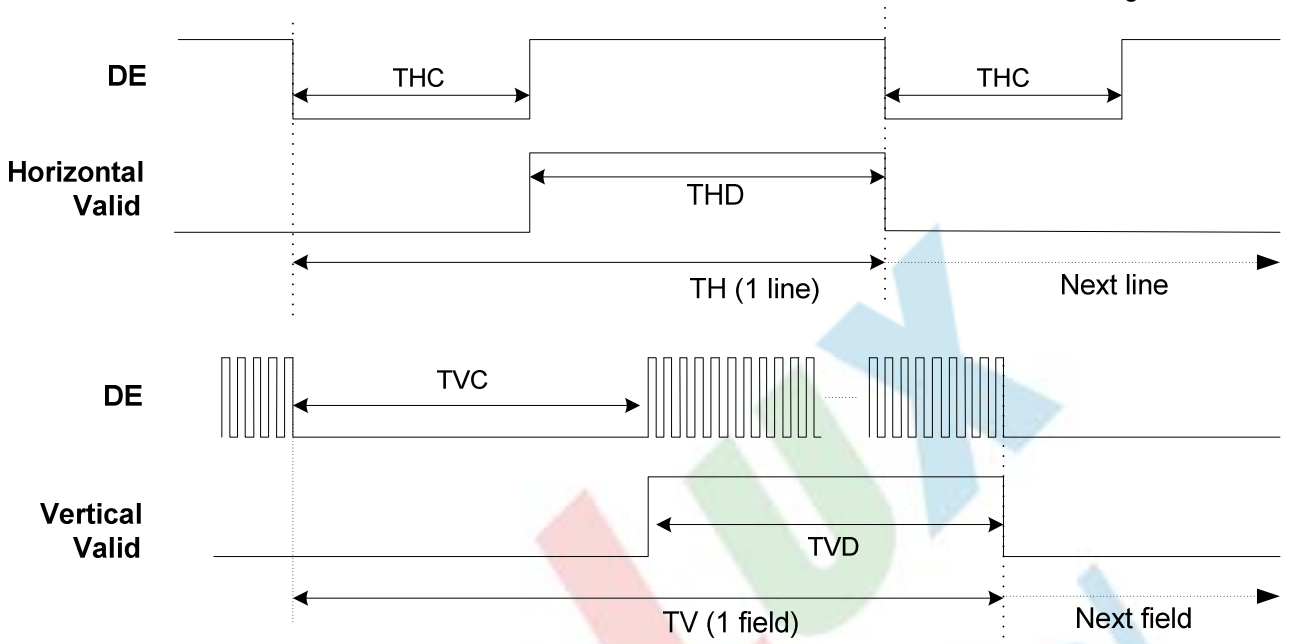 DE
THC
THC
Horizontal
Valid
THD
TH (1 line)
Next line
DE
TVC
Vertical
Valid
TVD
TV (1 field)
Next field
LUX